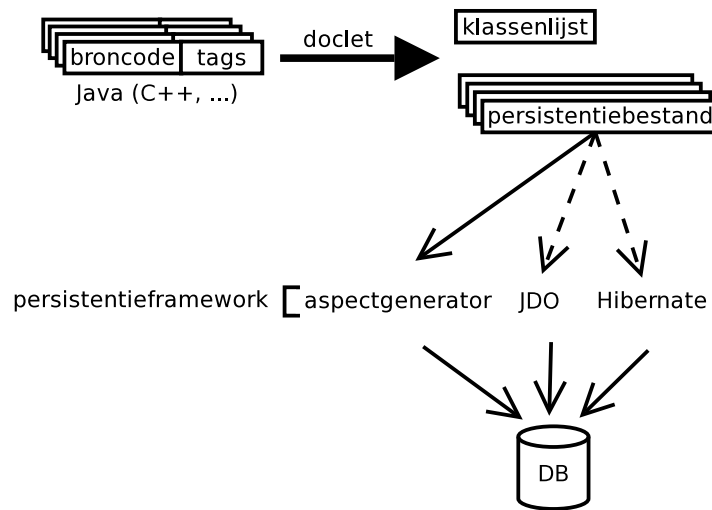 broncode tags
doclet
klassenlijst
Java (C++, ...)
persistentiebestand
persistentieframework
aspectgenerator
JDO
Hibernate
DB